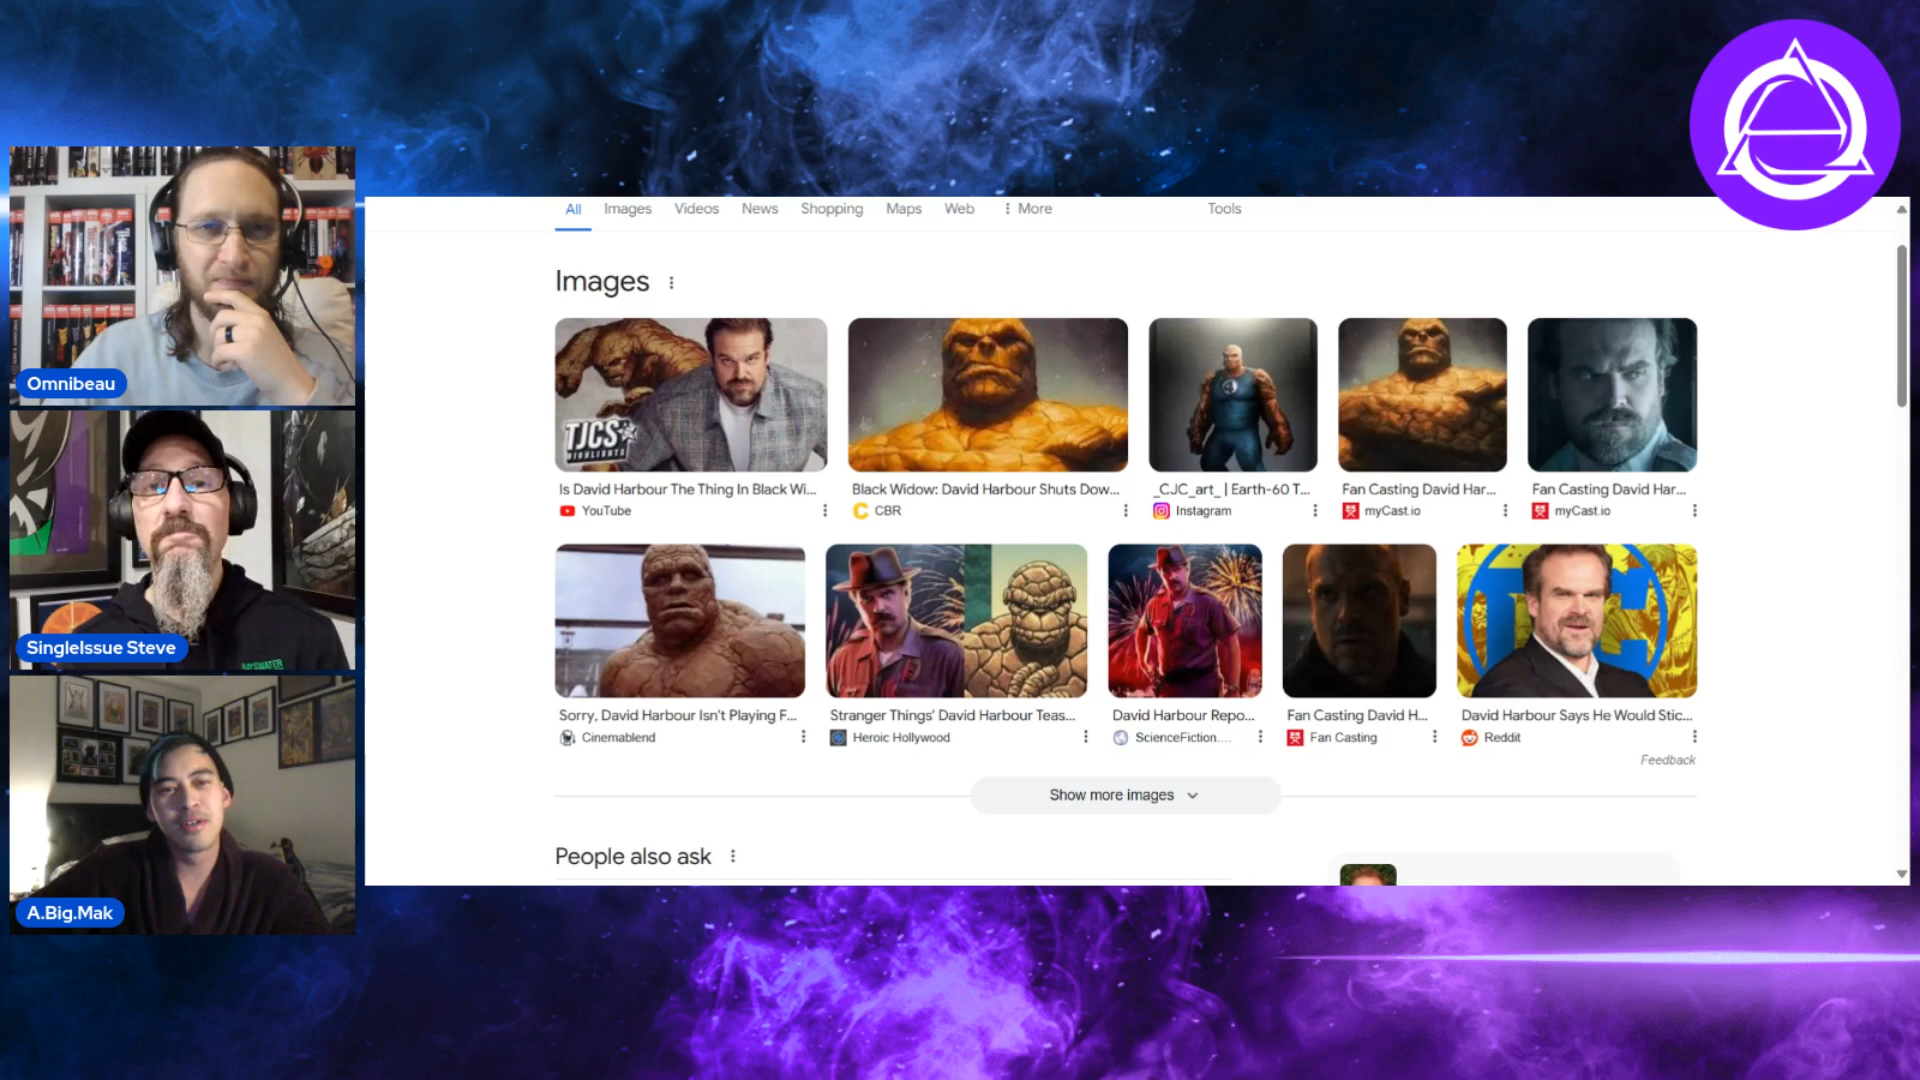 All Images Videos News Shopping Maps Web More Tools
Images
TJCS
HIGHLIGHTS
Is David Harbour The Thing In Black Wi...
YouTube
Black Widow: David Harbour Shuts Dow...
CBR
_CJC_art_ | Earth-60 T...
Instagram
Fan Casting David Har...
myCast.io
Fan Casting David Har...
myCast.io
Sorry, David Harbour Isn't Playing F...
Cinemablend
Stranger Things' David Harbour Teas...
Heroic Hollywood
David Harbour Repo...
ScienceFiction....
Fan Casting David H...
Fan Casting
David Harbour Says He Would Stic...
Reddit
Feedback
Show more images
People also ask
Omnibeau
SingleIssue Steve
A.Big.Mak